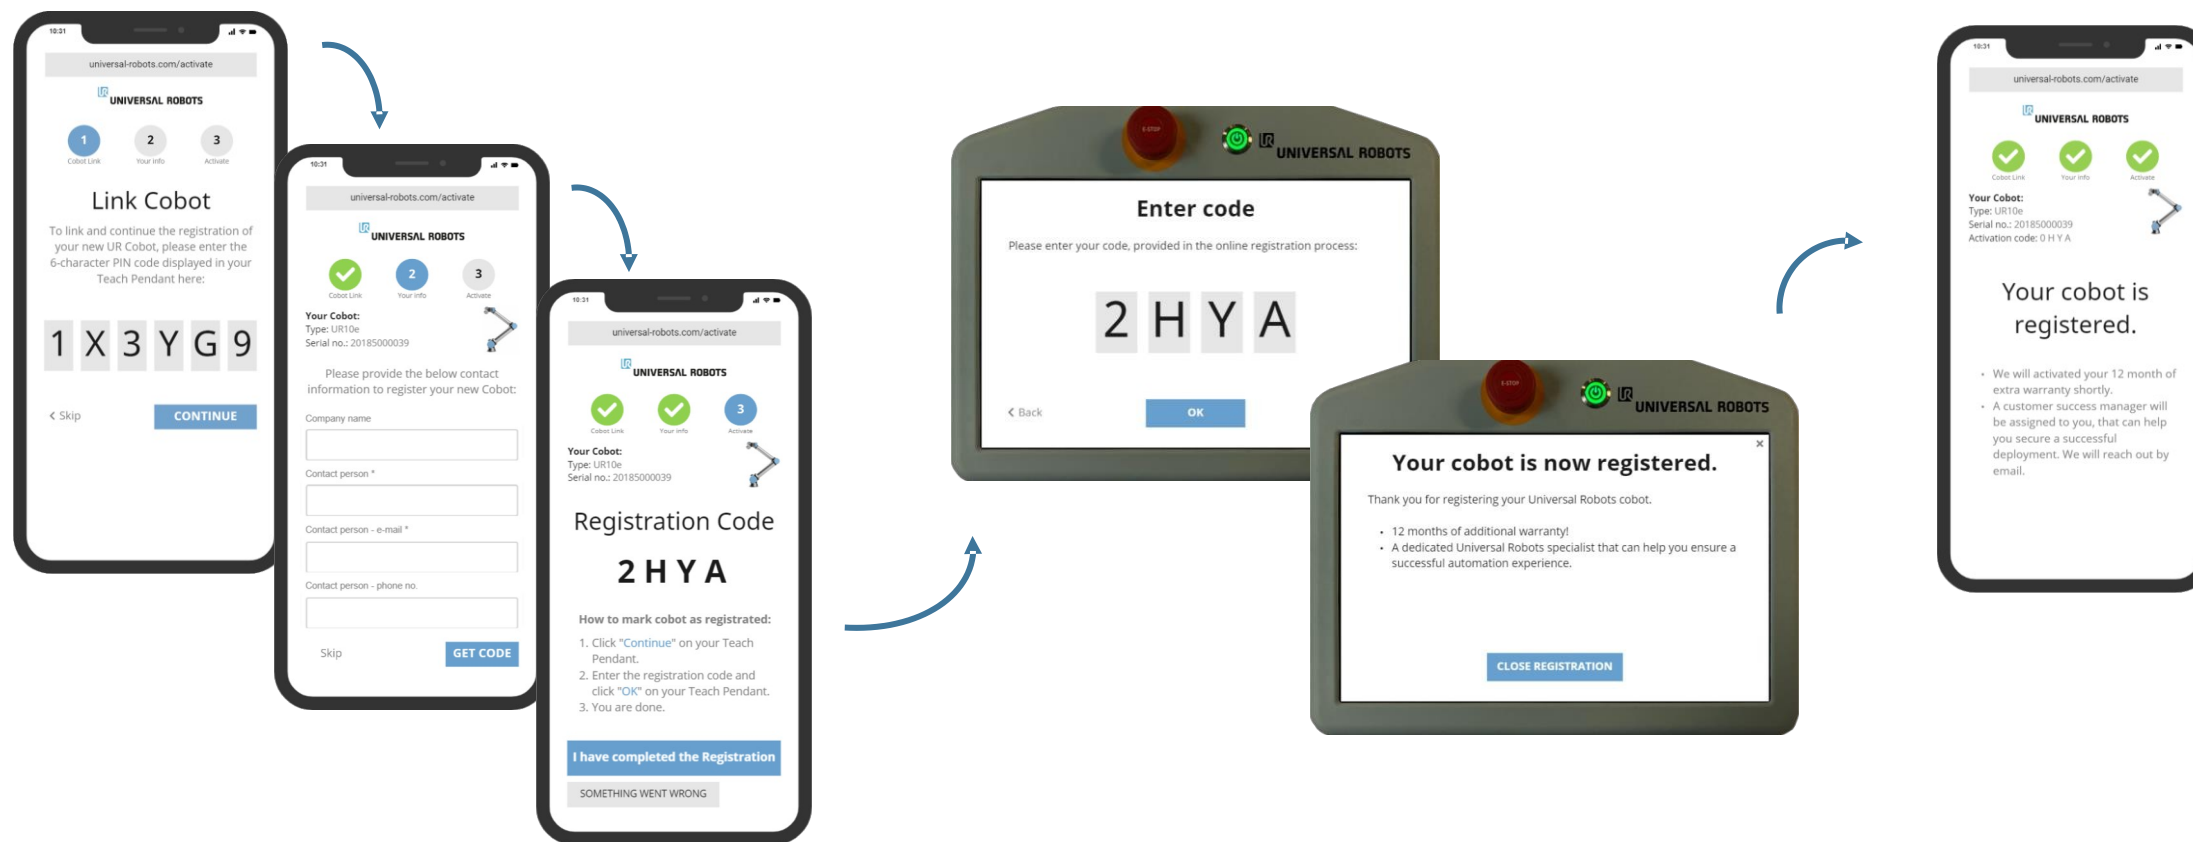 10:31
universal-robots.com/activate
UR
UNIVERSAL ROBOTS
1
2
3
Cobot Link
Your info
Activate
Link Cobot
To link and continue the registration of
your new UR Cobot, please enter the
6-character PIN code displayed in your
Teach Pendant here:
1 X 3 Y G 9
< Skip
CONTINUE
10:31
universal-robots.com/activate
UR
UNIVERSAL ROBOTS
2
3
Cobot Link
Your info
Activate
Your Cobot:
Type: UR10e
Serial no.: 20185000039
Please provide the below contact
information to register your new Cobot:
Company name
Contact person *
Contact person - e-mail *
Contact person - phone no.
Skip
GET CODE
10:31
universal-robots.com/activate
UR
UNIVERSAL ROBOTS
3
Cobot Link
Your info
Activate
Your Cobot:
Type: UR10e
Serial no.: 20185000039
Registration Code
2 H Y A
How to mark cobot as registrated:
1. Click "Continue" on your Teach
Pendant.
2. Enter the registration code and
click "OK" on your Teach Pendant.
3. You are done.
I have completed the Registration
SOMETHING WENT WRONG
E-STOP
UR
UNIVERSAL ROBOTS
Enter code
Please enter your code, provided in the online registration process:
2 H Y A
< Back
OK
E-STOP
UR
UNIVERSAL ROBOTS
×
Your cobot is now registered.
Thank you for registering your Universal Robots cobot.
• 12 months of additional warranty!
• A dedicated Universal Robots specialist that can help you ensure a
successful automation experience.
CLOSE REGISTRATION
10:31
universal-robots.com/activate
UR
UNIVERSAL ROBOTS
Cobot Link
Your info
Activate
Your Cobot:
Type: UR10e
Serial no.: 20185000039
Activation code: 0 H Y A
Your cobot is
registered.
• We will activated your 12 month of
extra warranty shortly.
• A customer success manager will
be assigned to you, that can help
you secure a successful
deployment. We will reach out by
email.